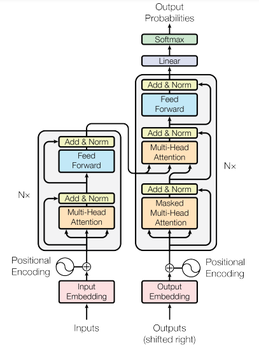 Output
Probabilities
Softmax
Linear
Add & Norm
Feed
Forward
Add & Norm
Multi-Head
Attention
Add & Norm
Masked
Multi-Head
Attention
Nx
Add & Norm
Feed
Forward
Add & Norm
Multi-Head
Attention
Nx
Positional
Encoding
Positional
Encoding
Input
Embedding
Output
Embedding
Inputs
Outputs
(shifted right)